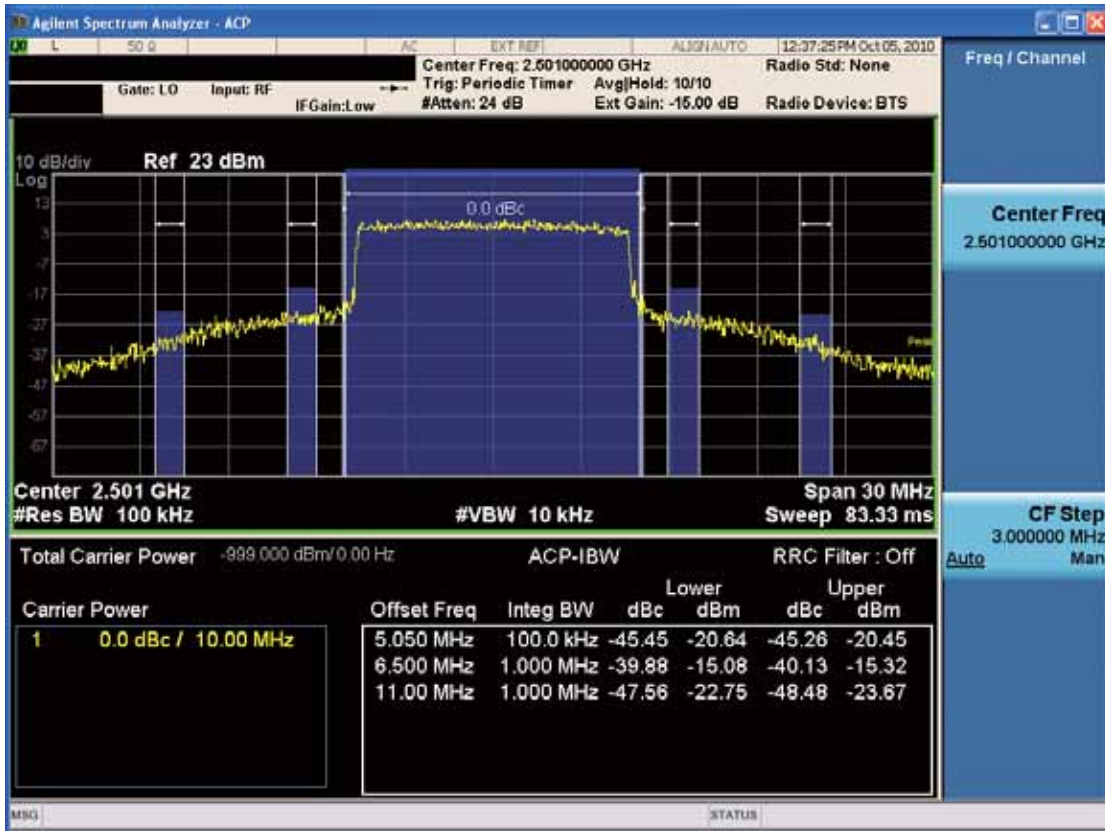 Agilent Spectrum Analyzer - ACP
L 50 Ω AC EXT REF ALIGN AUTO 12:37:25 PM Oct 05, 2010
Center Freq: 2.501000000 GHz Radio Std: None
Gate: LO Input: RF Trig: Periodic Timer Avg|Hold: 10/10
IFGain:Low #Atten: 24 dB Ext Gain: -15.00 dB Radio Device: BTS
10 dB/div Ref 23 dBm
Log
13
3
-7
-17
-27
-37
-47
-57
-67
0.0 dBc
Center 2.501 GHz Span 30 MHz
#Res BW 100 kHz #VBW 10 kHz Sweep 83.33 ms
Total Carrier Power -999.000 dBm/ 0.00 Hz ACP-IBW RRC Filter : Off
Lower Upper
Carrier Power Offset Freq Integ BW dBc dBm dBc dBm
1 0.0 dBc / 10.00 MHz 5.050 MHz 100.0 kHz -45.45 -20.64 -45.26 -20.45
6.500 MHz 1.000 MHz -39.88 -15.08 -40.13 -15.32
11.00 MHz 1.000 MHz -47.56 -22.75 -48.48 -23.67
MSG STATUS
Freq / Channel
Center Freq
2.501000000 GHz
CF Step
3.000000 MHz
Auto Man